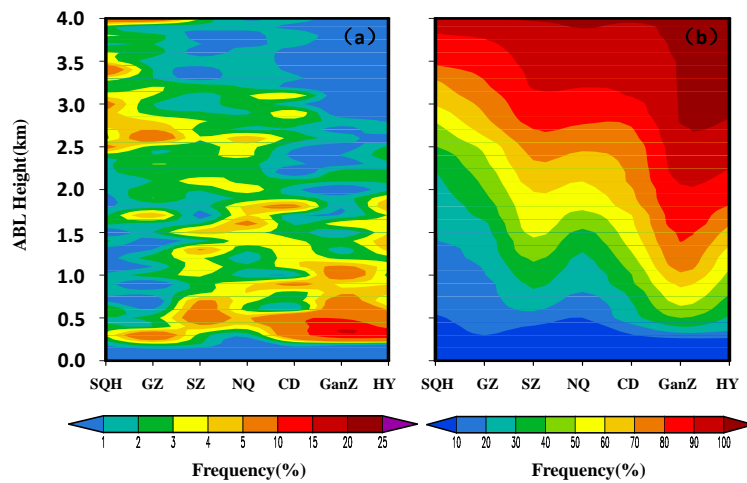 (a)
(b)
ABL Height(km)
4.0
3.5
3.0
2.5
2.0
1.5
1.0
0.5
0.0
SQH GZ SZ NQ CD GanZ HY
SQH GZ SZ NQ CD GanZ HY
1 2 3 4 5 10 15 20 25
10 20 30 40 50 60 70 80 90 100
Frequency(%)
Frequency(%)